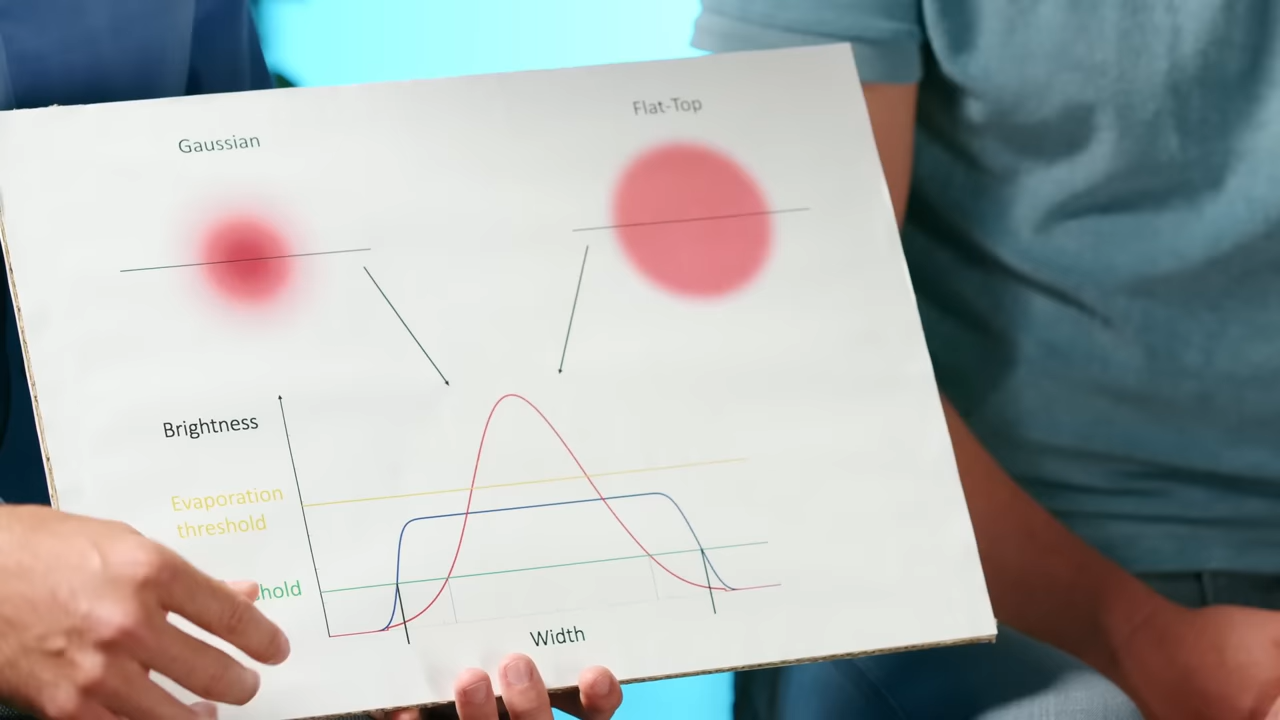 Gaussian
Flat-Top
Brightness
Evaporation
threshold
hold
Width